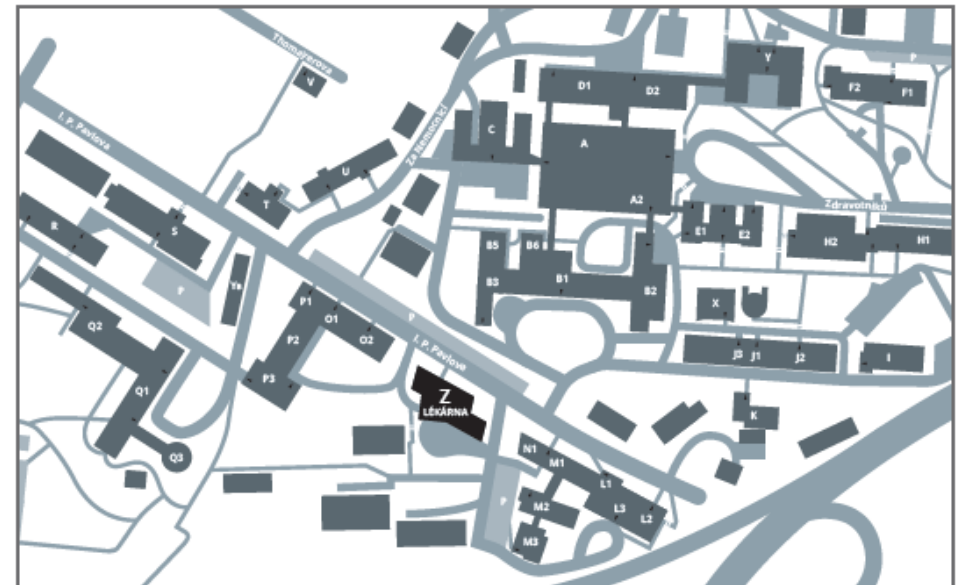 Thomayerova
V
Y
P
D1
D2
F2
F1
I. P. Pavlova
Za Nemocnicí
C
A
U
T
A2
Zdravotníků
R
S
E1
E2
H2
H1
B5
B6
B1
B3
B2
P
Ya
P1
O1
O2
P
X
I. P. Pavlova
Q2
P2
J3
J1
J2
I
P3
Q1
Z
LÉKÁRNA
K
Q3
N1
M1
L1
P
M2
L3
L2
M3